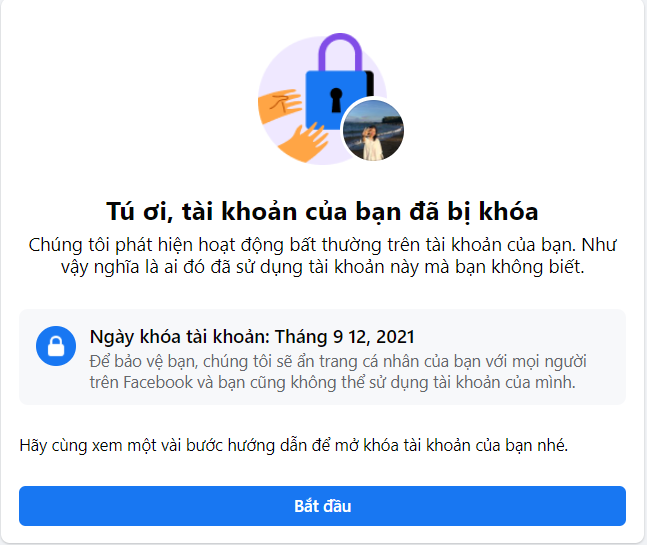 Tú ơi, tài khoản của bạn đã bị khóa
Chúng tôi phát hiện hoạt động bất thường trên tài khoản của bạn. Như
vậy nghĩa là ai đó đã sử dụng tài khoản này mà bạn không biết.
Ngày khóa tài khoản: Tháng 9 12, 2021
Để bảo vệ bạn, chúng tôi sẽ ẩn trang cá nhân của bạn với mọi người
trên Facebook và bạn cũng không thể sử dụng tài khoản của mình.
Hãy cùng xem một vài bước hướng dẫn để mở khóa tài khoản của bạn nhé.
Bắt đầu